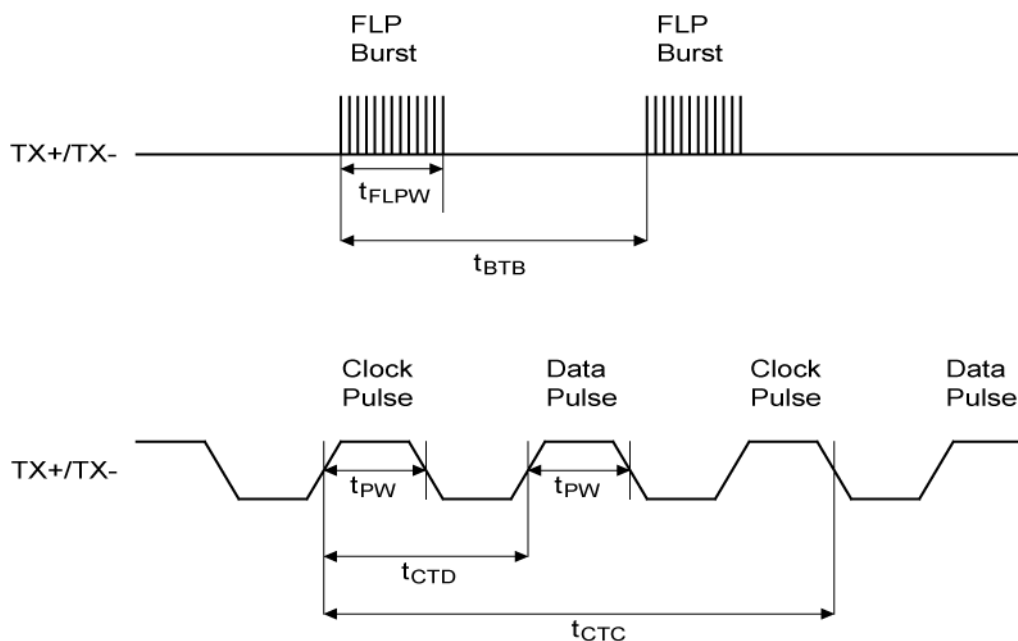 FLP
Burst
FLP
Burst
TX+/TX-
tFLPW
tBTB
Clock
Pulse
Data
Pulse
Clock
Pulse
Data
Pulse
TX+/TX-
tPW
tPW
tCTD
tCTC